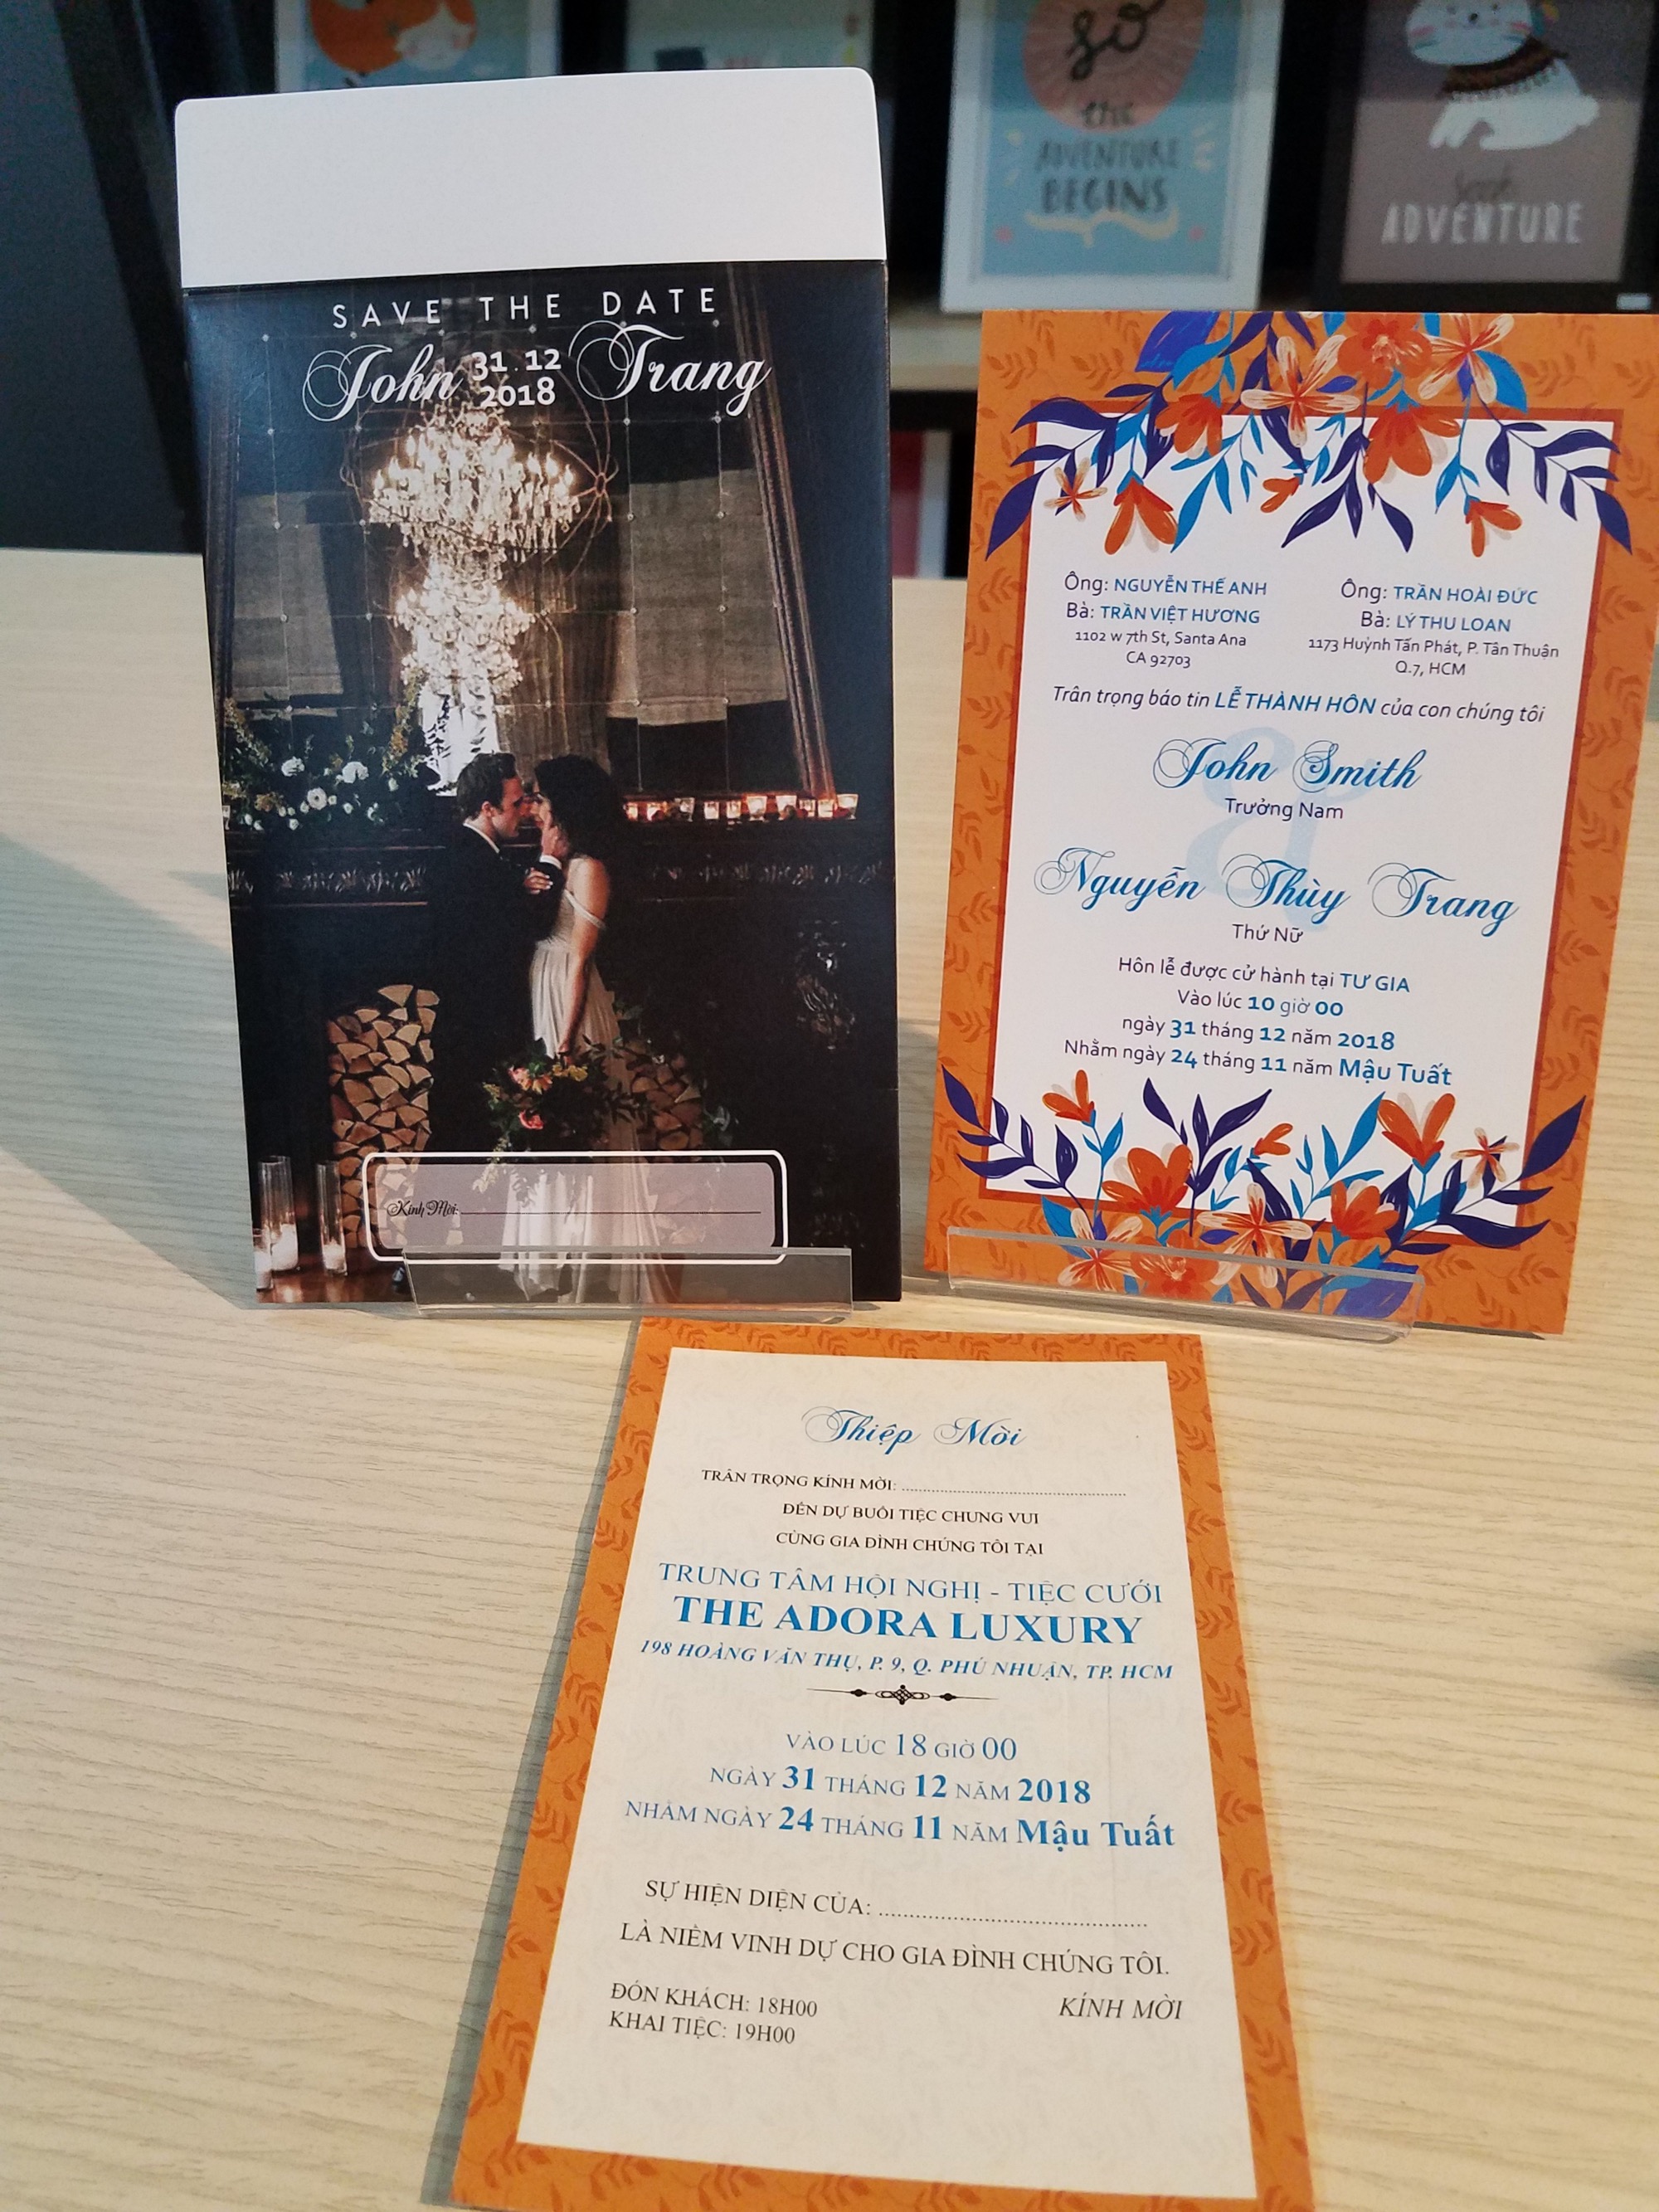 go
the
ADVENTURE
BEGINS
Seek
ADVENTURE
SAVE THE DATE
John 31.12 2018 Trang
Kính Mời:
Ông: NGUYỄN THẾ ANH
Bà: TRẦN VIỆT HƯƠNG
1102 w 7th St, Santa Ana
CA 92703
Ông: TRẦN HOÀI ĐỨC
Bà: LÝ THU LOAN
1173 Huỳnh Tấn Phát, P. Tân Thuận
Q.7, HCM
Trân trọng báo tin LỄ THÀNH HÔN của con chúng tôi
John Smith
Trưởng Nam
&
Nguyễn Thùy Trang
Thứ Nữ
Hôn lễ được cử hành tại TƯ GIA
Vào lúc 10 giờ 00
ngày 31 tháng 12 năm 2018
Nhằm ngày 24 tháng 11 năm Mậu Tuất
Thiệp Mời
TRÂN TRỌNG KÍNH MỜI: ............................................
ĐẾN DỰ BUỔI TIỆC CHUNG VUI
CÙNG GIA ĐÌNH CHÚNG TÔI TẠI
TRUNG TÂM HỘI NGHỊ - TIỆC CƯỚI
THE ADORA LUXURY
198 HOÀNG VĂN THỤ, P. 9, Q. PHÚ NHUẬN, TP. HCM
VÀO LÚC 18 GIỜ 00
NGÀY 31 THÁNG 12 NĂM 2018
NHẰM NGÀY 24 THÁNG 11 NĂM Mậu Tuất
SỰ HIỆN DIỆN CỦA: ............................................
LÀ NIỀM VINH DỰ CHO GIA ĐÌNH CHÚNG TÔI.
ĐÓN KHÁCH: 18H00
KHAI TIỆC: 19H00
KÍNH MỜI